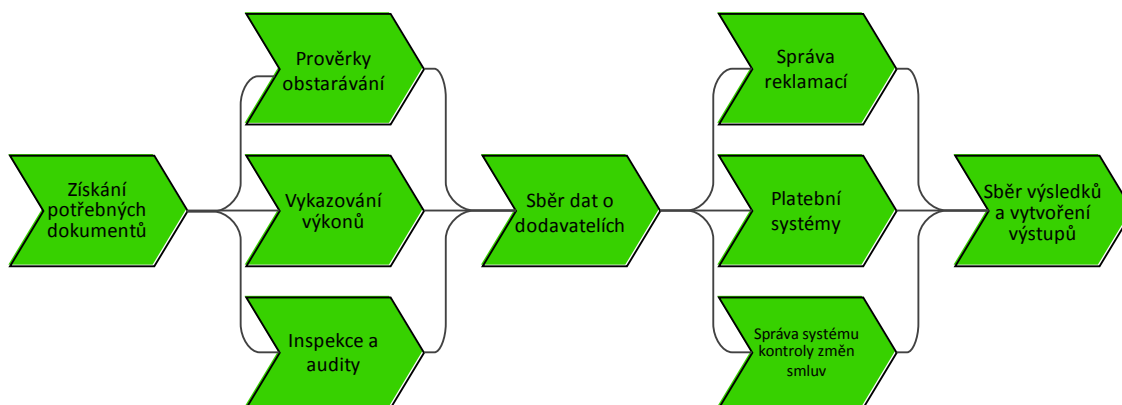 Získání
potřebných
dokumentů
Prověrky
obstarávání
Vykazování
výkonů
Inspekce a
audity
Sběr dat o
dodavatelích
Správa
reklamací
Platební
systémy
Správa systému
kontroly změn
smluv
Sběr výsledků
a vytvoření
výstupů